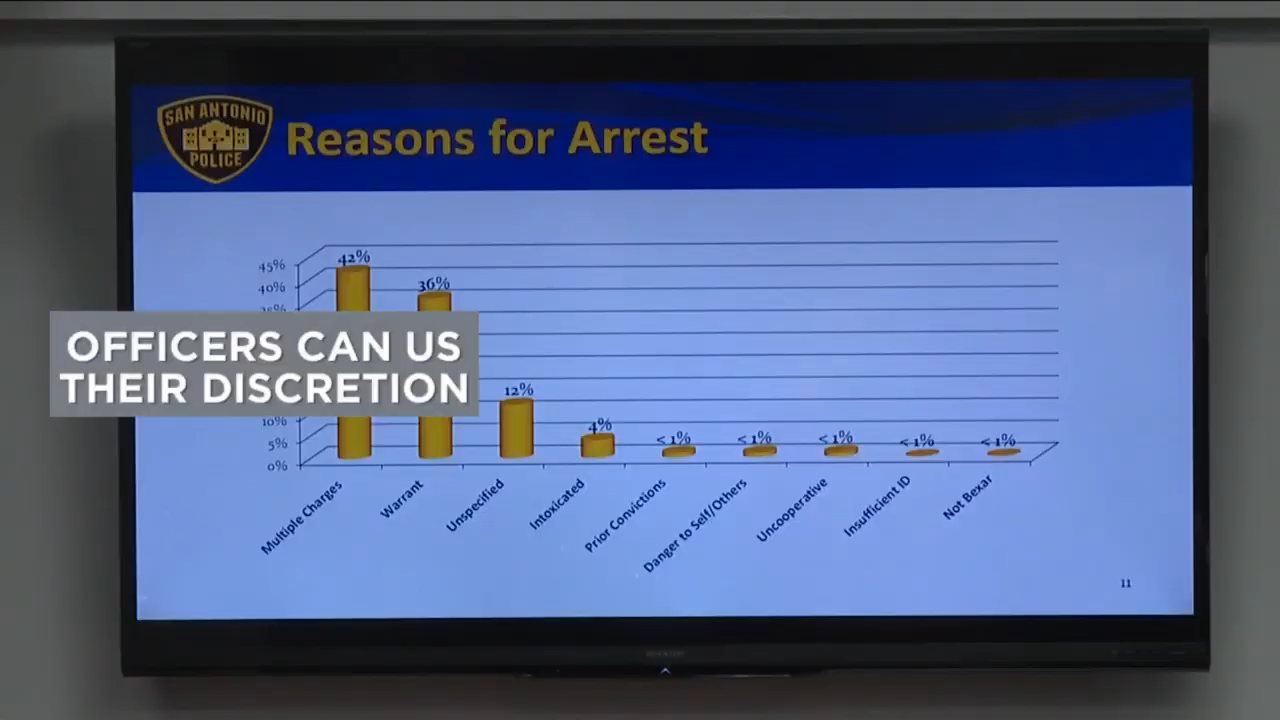 SAN ANTONIO
POLICE
Reasons for Arrest
45%
40%
10%
5%
0%
42%
36%
12%
4%
<1%
<1%
<1%
<1%
<1%
OFFICERS CAN US
THEIR DISCRETION
Multiple Charges
Warrant
Unspecified
Intoxicated
Prior Convictions
Danger to Self/Others
Uncooperative
Insufficient ID
Not Bexar
11